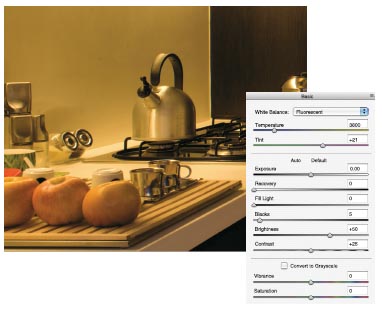 Basic
White Balance: Fluorescent
Temperature 3800
Tint +21
Auto Default
Exposure 0.00
Recovery 0
Fill Light 0
Blacks 5
Brightness +50
Contrast +25
Convert to Grayscale
Vibrance 0
Saturation 0